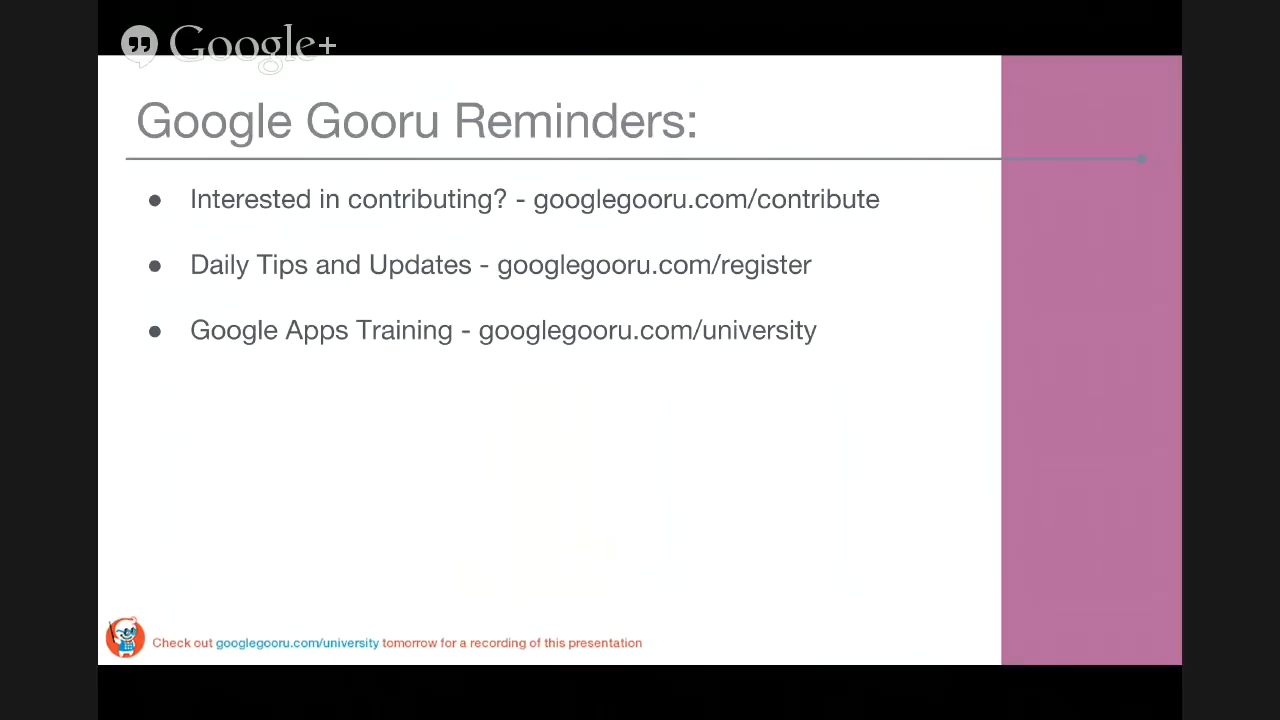 Google+
Google Gooru Reminders:
● Interested in contributing? - googlegooru.com/contribute
● Daily Tips and Updates - googlegooru.com/register
● Google Apps Training - googlegooru.com/university
Check out googlegooru.com/university tomorrow for a recording of this presentation